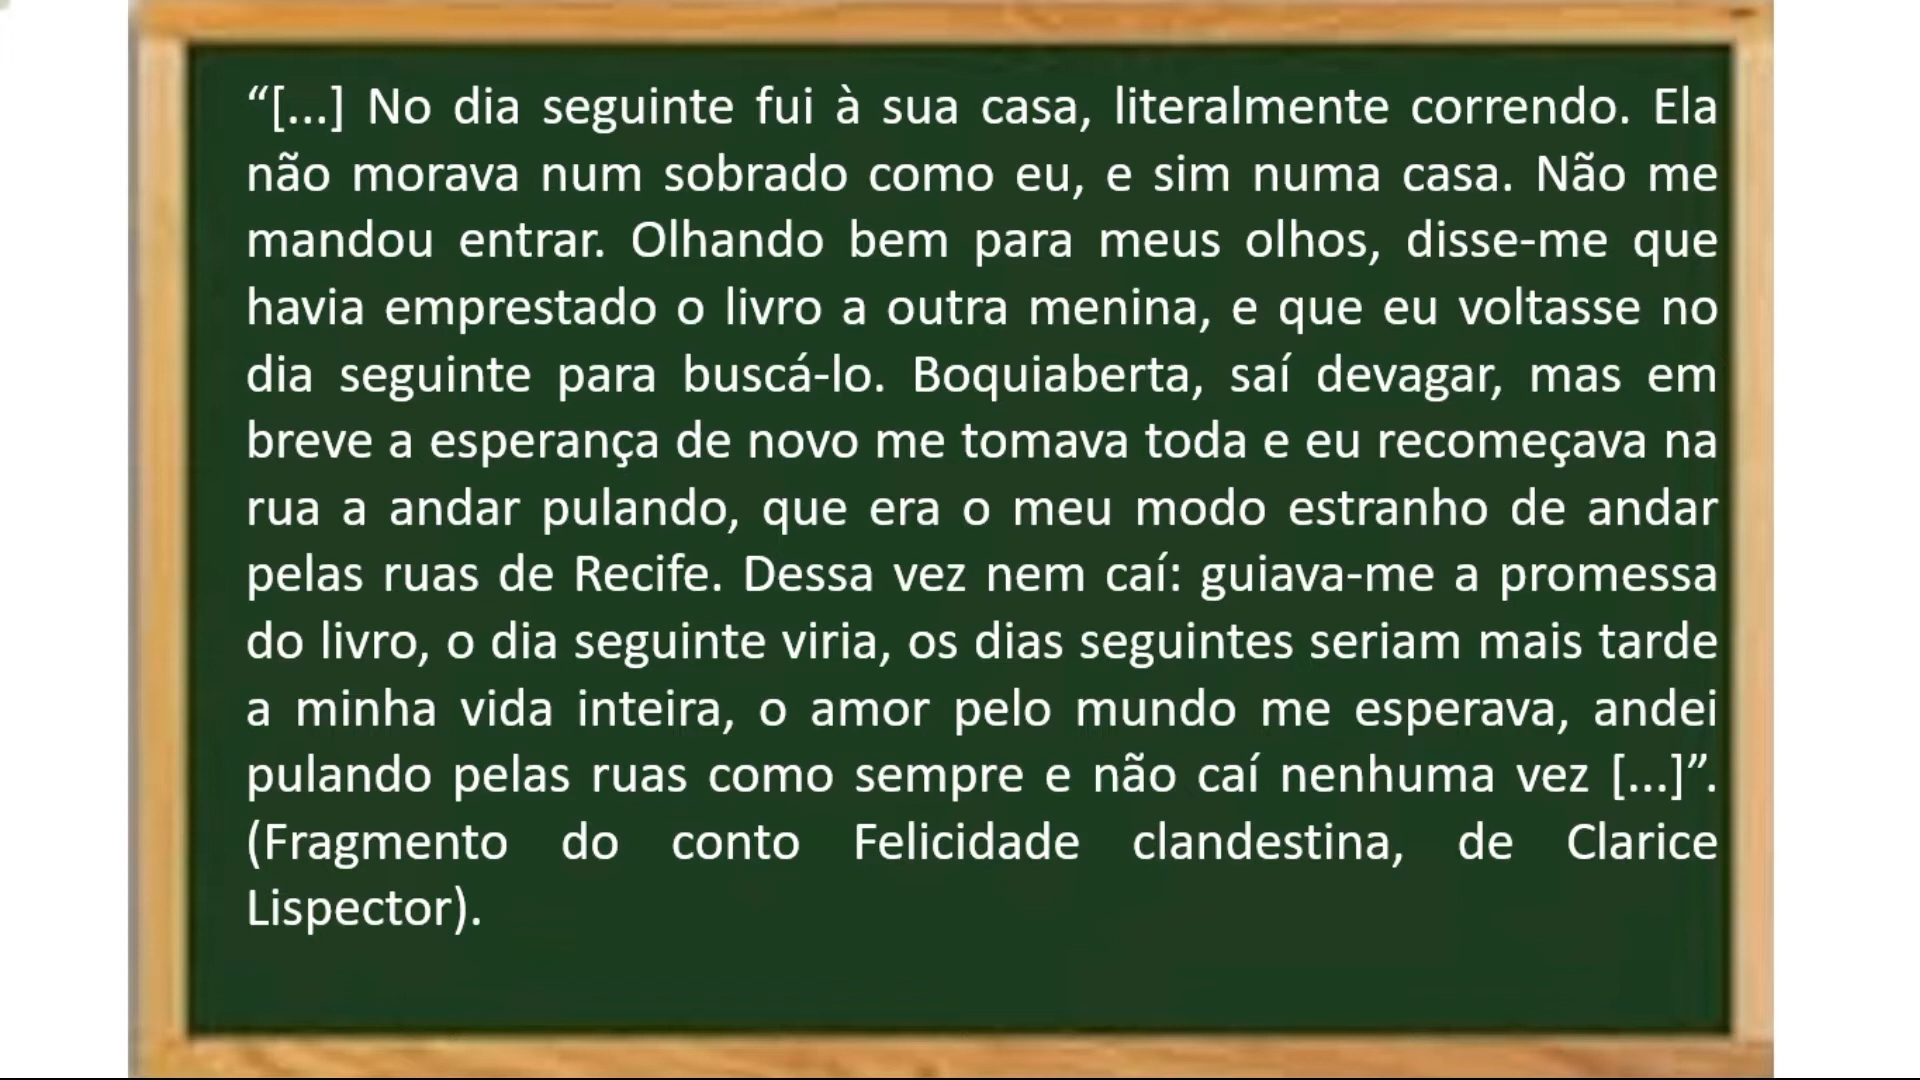 “[...] No dia seguinte fui à sua casa, literalmente correndo. Ela
não morava num sobrado como eu, e sim numa casa. Não me
mandou entrar. Olhando bem para meus olhos, disse-me que
havia emprestado o livro a outra menina, e que eu voltasse no
dia seguinte para buscá-lo. Boquiaberta, saí devagar, mas em
breve a esperança de novo me tomava toda e eu recomeçava na
rua a andar pulando, que era o meu modo estranho de andar
pelas ruas de Recife. Dessa vez nem caí: guiava-me a promessa
do livro, o dia seguinte viria, os dias seguintes seriam mais tarde
a minha vida inteira, o amor pelo mundo me esperava, andei
pulando pelas ruas como sempre e não caí nenhuma vez [...]”.
(Fragmento do conto Felicidade clandestina, de Clarice
Lispector).